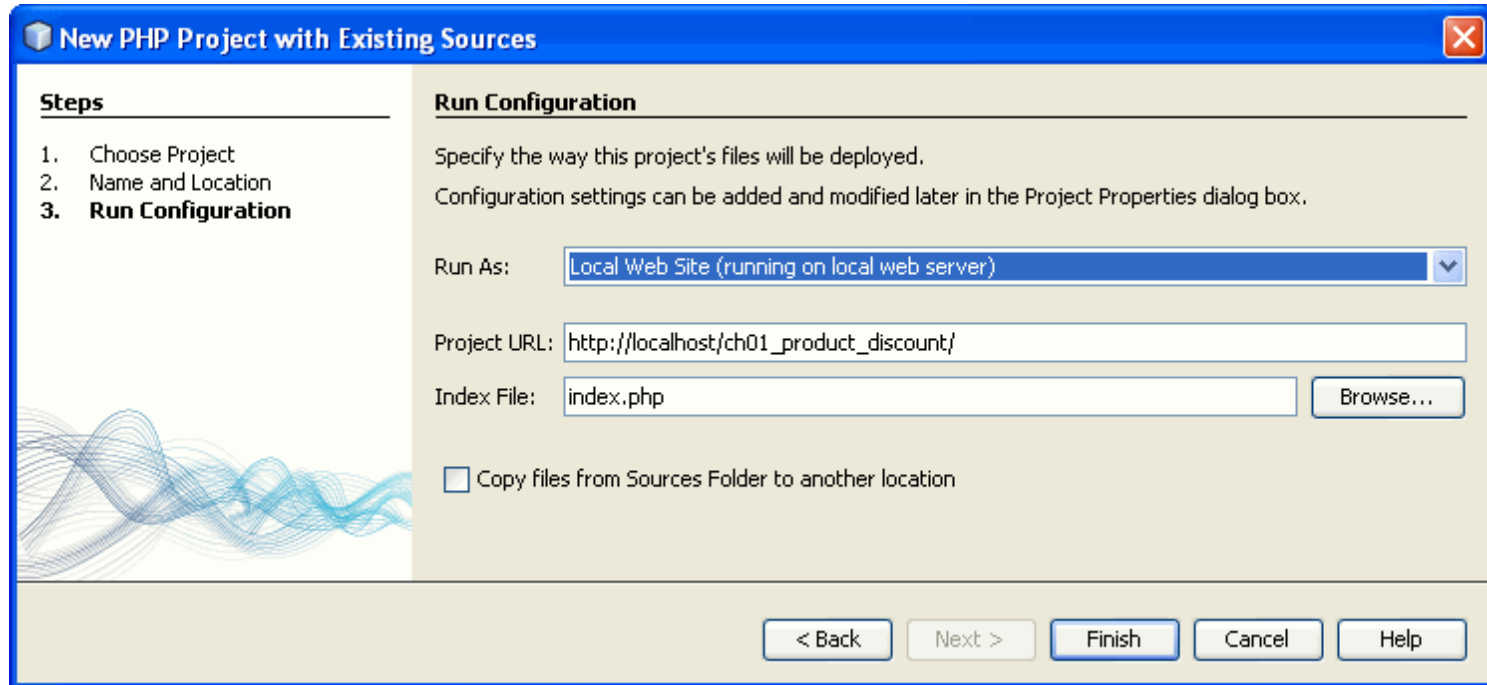 New PHP Project with Existing Sources
Steps
1. Choose Project
2. Name and Location
3. Run Configuration
Run Configuration
Specify the way this project's files will be deployed.
Configuration settings can be added and modified later in the Project Properties dialog box.
Run As: Local Web Site (running on local web server)
Project URL: http://localhost/ch01_product_discount/
Index File: index.php Browse...
Copy files from Sources Folder to another location
< Back Next > Finish Cancel Help